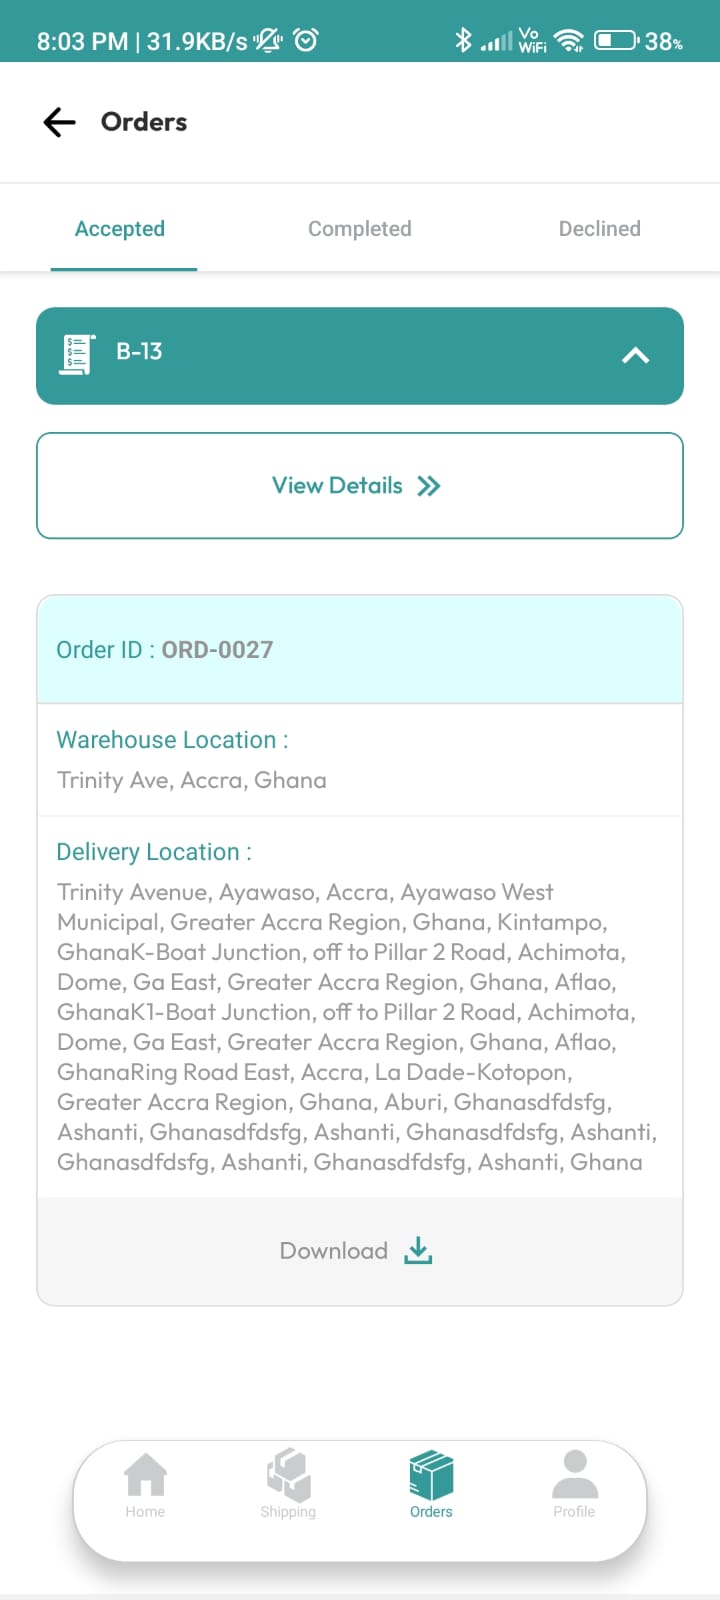 8:03 PM | 31.9KB/s Vo WiFi 38%
Orders
Accepted Completed Declined
B-13
View Details
Order ID : ORD-0027
Warehouse Location :
Trinity Ave, Accra, Ghana
Delivery Location :
Trinity Avenue, Ayawaso, Accra, Ayawaso West
Municipal, Greater Accra Region, Ghana, Kintampo,
GhanaK-Boat Junction, off to Pillar 2 Road, Achimota,
Dome, Ga East, Greater Accra Region, Ghana, Aflao,
GhanaK1-Boat Junction, off to Pillar 2 Road, Achimota,
Dome, Ga East, Greater Accra Region, Ghana, Aflao,
GhanaRing Road East, Accra, La Dade-Kotopon,
Greater Accra Region, Ghana, Aburi, Ghanasdfdsfg,
Ashanti, Ghanasdfdsfg, Ashanti, Ghanasdfdsfg, Ashanti,
Ghanasdfdsfg, Ashanti, Ghanasdfdsfg, Ashanti, Ghana
Download
Home Shipping Orders Profile